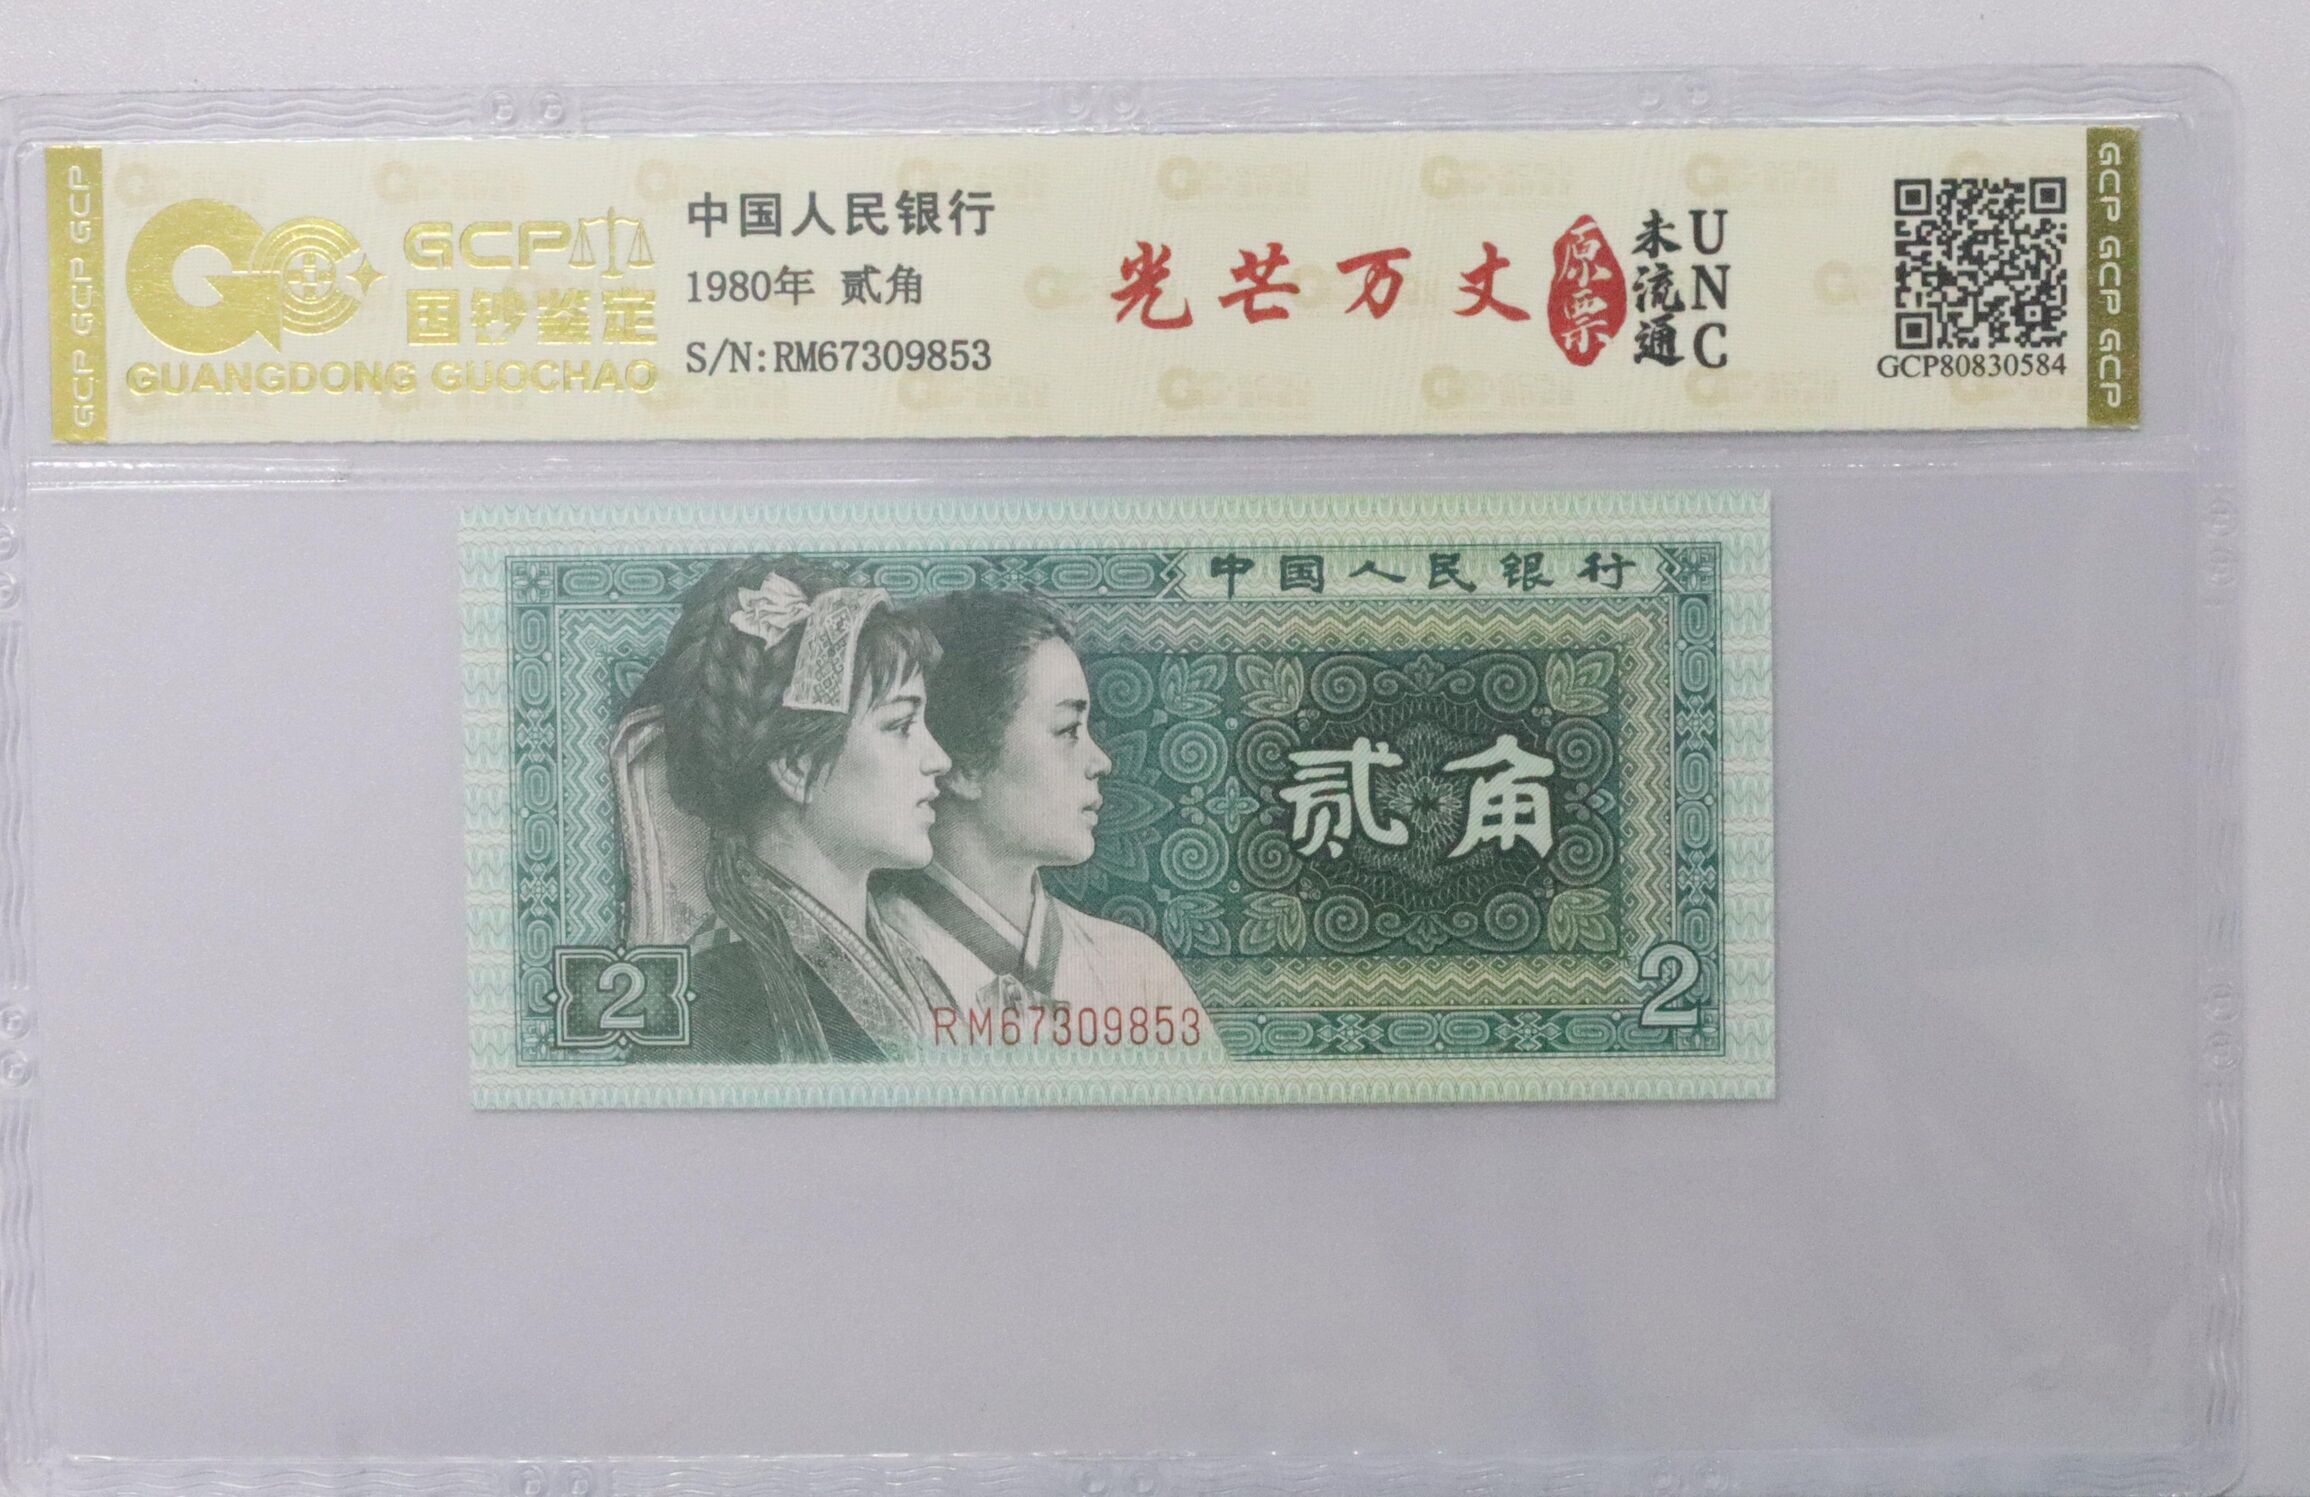 GCP GCP GCP
GCP
国钞鉴定
GUANGDONG GUOCHAO
中国人民银行
1980年 贰角
S/N:RM67309853
光芒万丈
原票
未流通
UNC
GCP80830584
GCP GCP GCP
中国人民银行
贰角
2
RM67309853
2